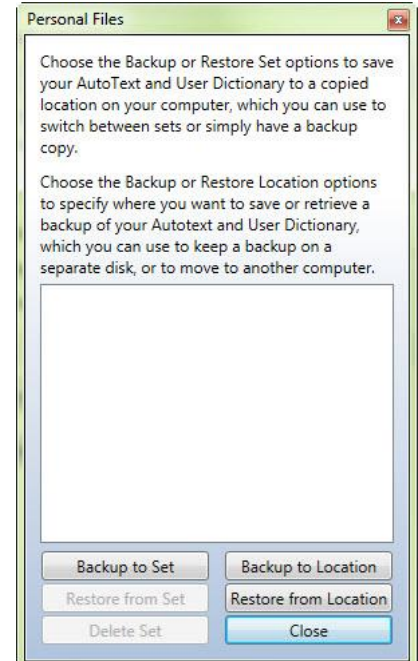 Personal Files
Choose the Backup or Restore Set options to save
your AutoText and User Dictionary to a copied
location on your computer, which you can use to
switch between sets or simply have a backup
copy.
Choose the Backup or Restore Location options
to specify where you want to save or retrieve a
backup of your Autotext and User Dictionary,
which you can use to keep a backup on a
separate disk, or to move to another computer.
Backup to Set Backup to Location
Restore from Set Restore from Location
Delete Set Close